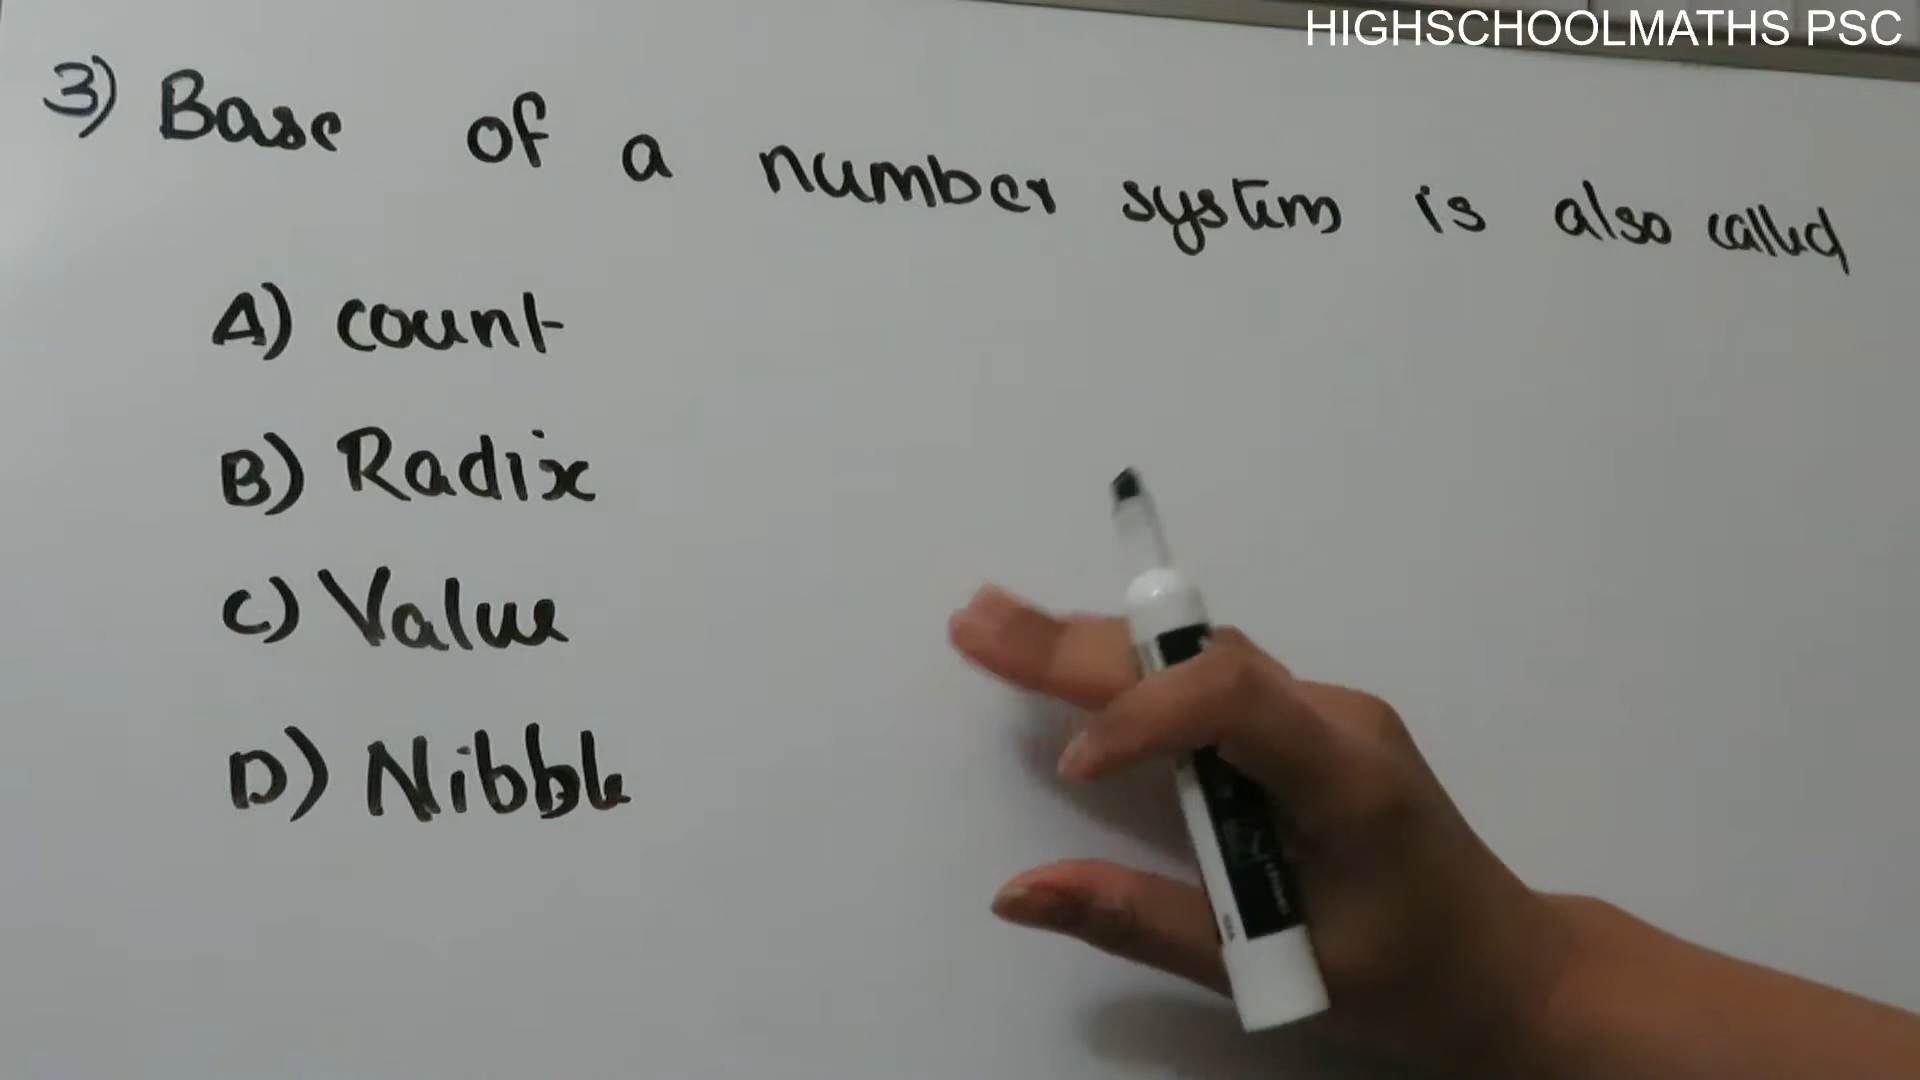 HIGHSCHOOLMATHS PSC
3) Base of a number system is also called
A) count
B) Radix
C) Value
D) Nibble